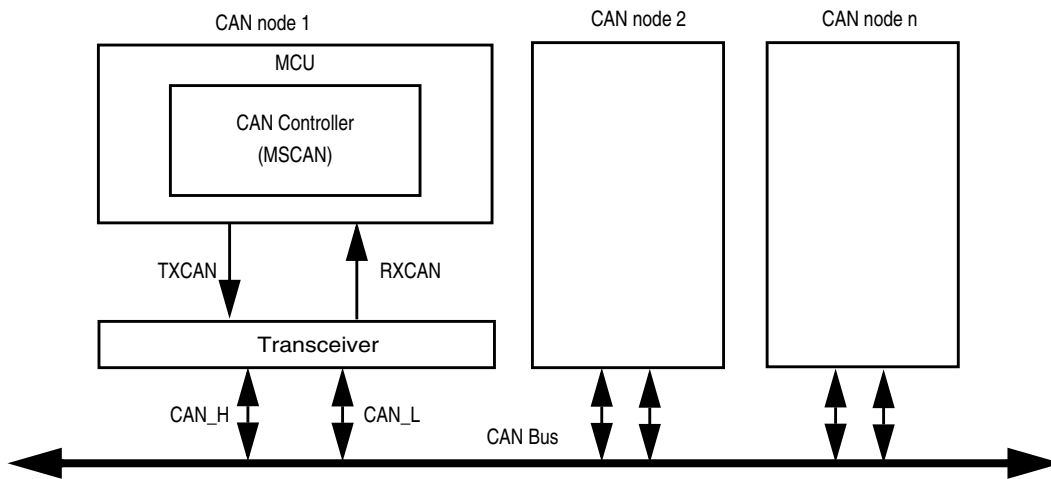 CAN node 1
CAN node 2
CAN node n
MCU
CAN Controller
(MSCAN)
TXCAN
RXCAN
Transceiver
CAN_H
CAN_L
CAN Bus